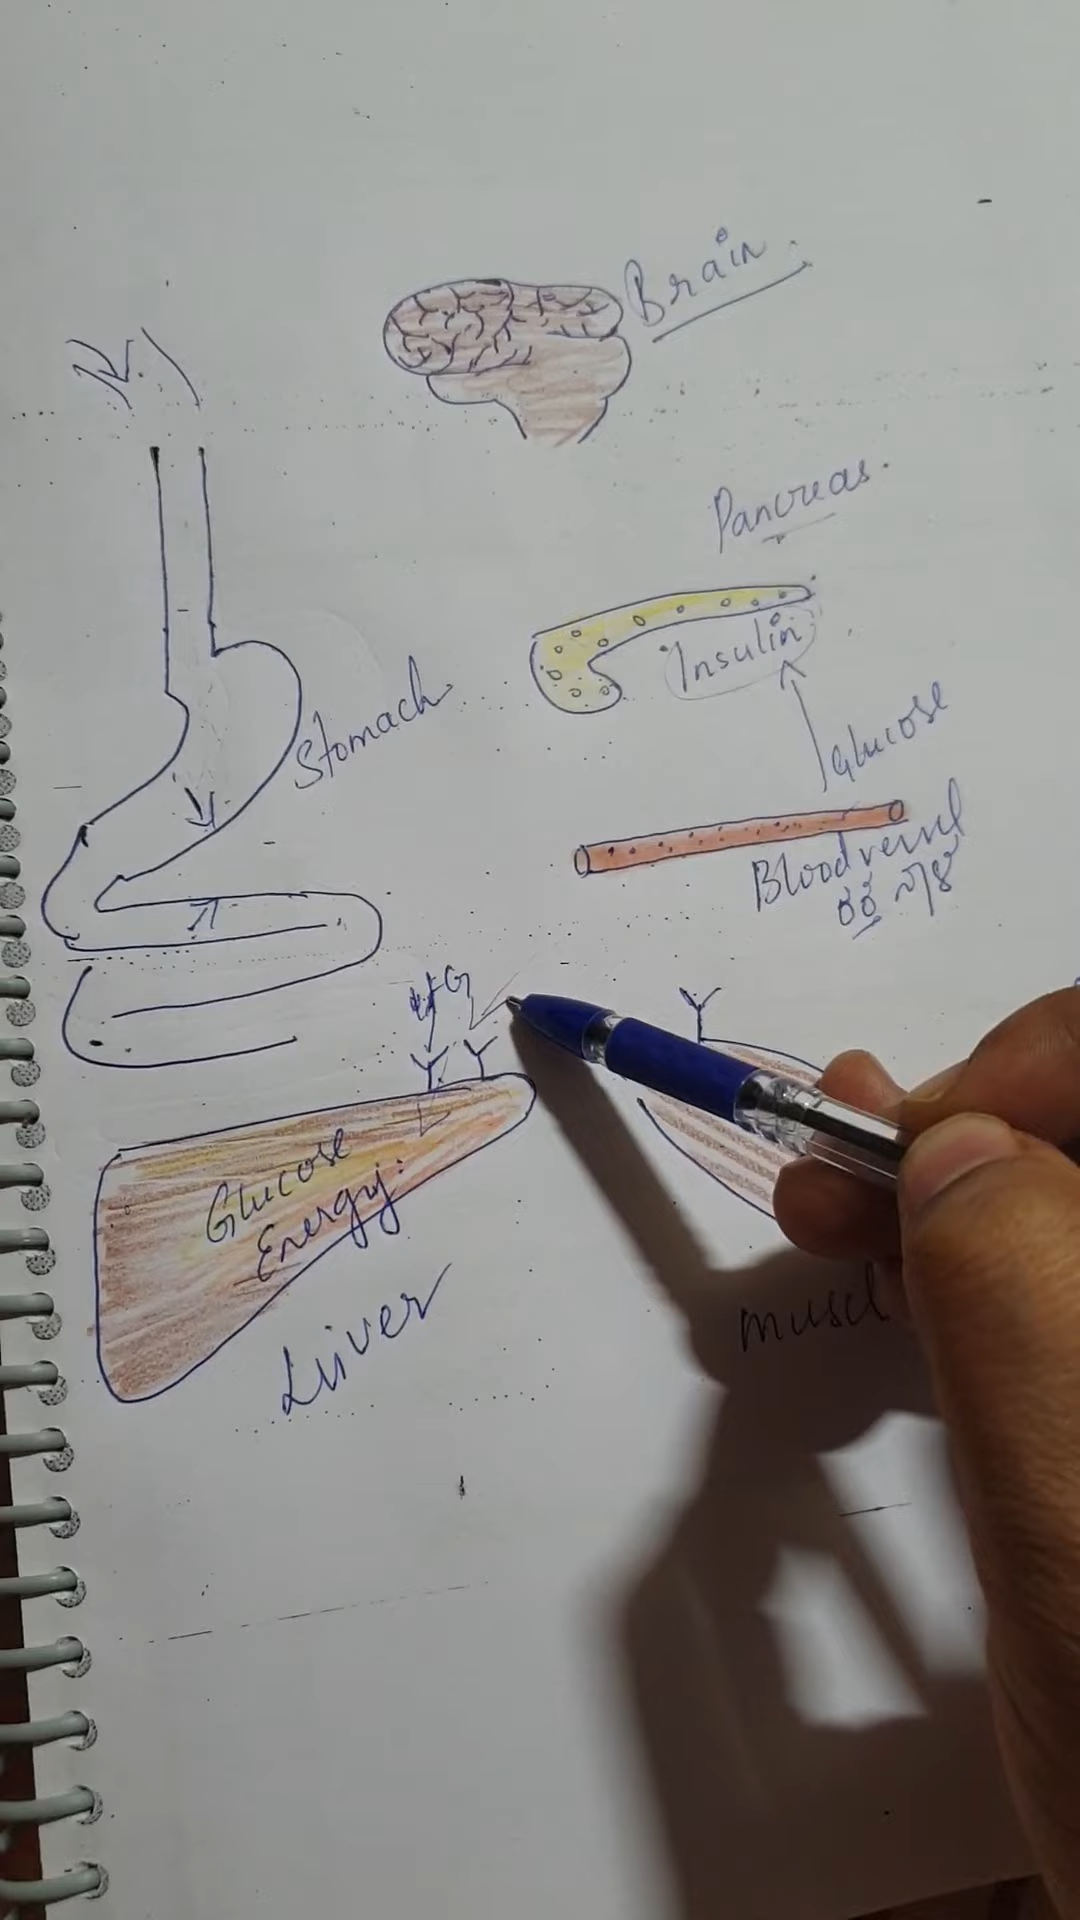 Brain.
Pancreas.
Insulin
Stomach
Glucose
Blood vessel
ರಕ್ತ ನಾಳ
G
Glucose
Energy.
Liver
muscl